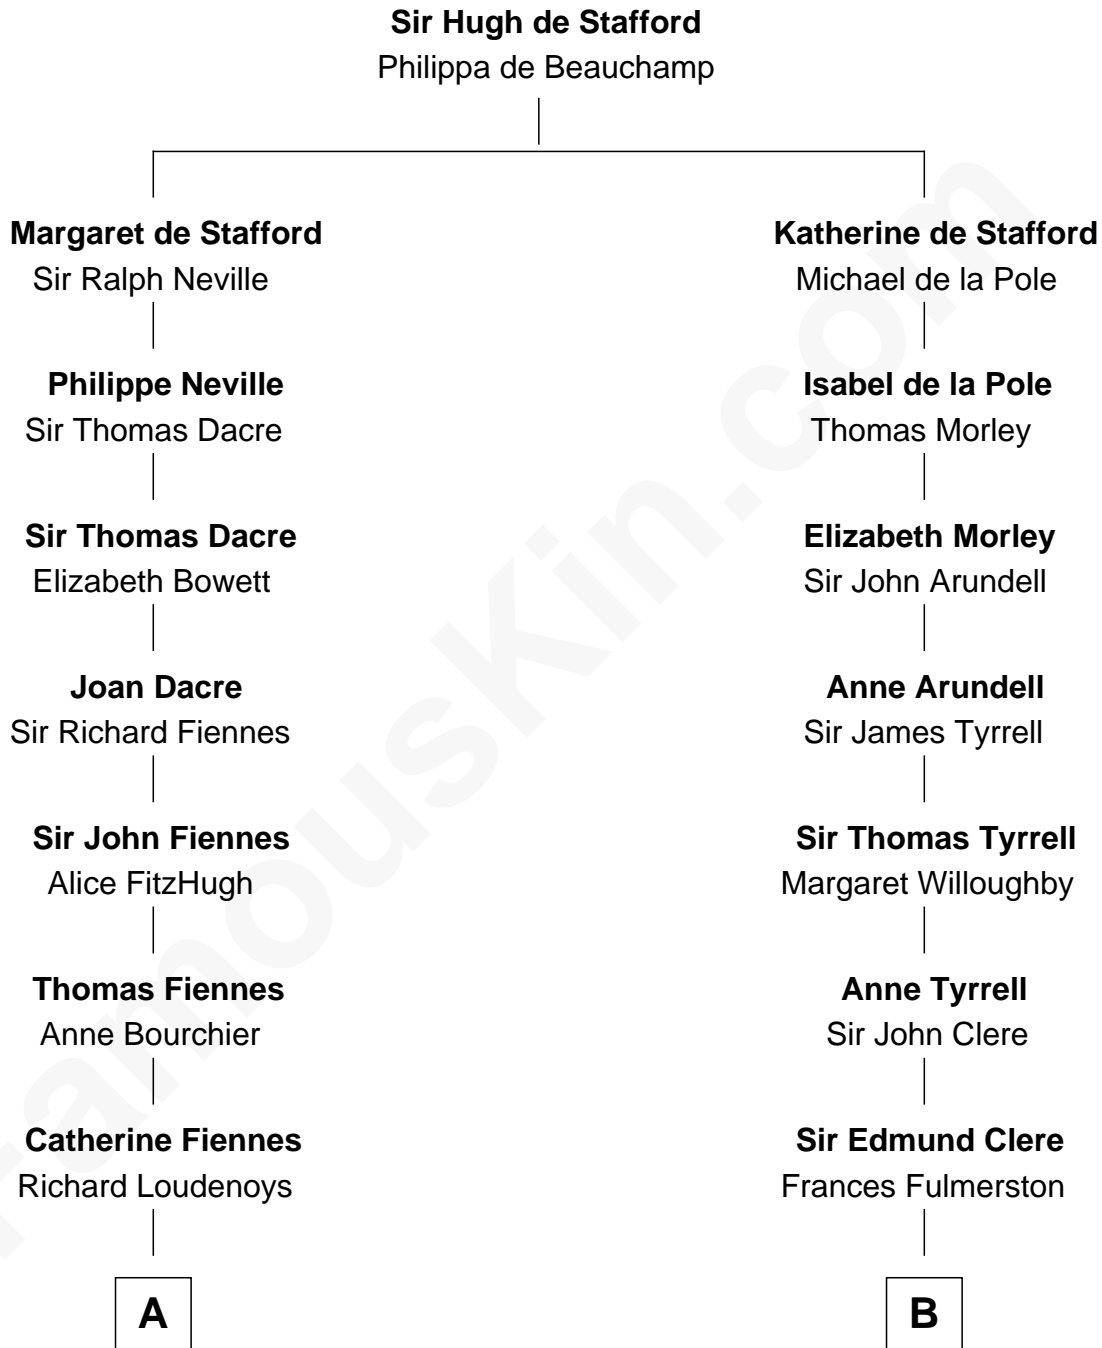 Sir Hugh de Stafford
Philippa de Beauchamp
Margaret de Stafford
Sir Ralph Neville
Katherine de Stafford
Michael de la Pole
Philippe Neville
Sir Thomas Dacre
Isabel de la Pole
Thomas Morley
Sir Thomas Dacre
Elizabeth Bowett
Elizabeth Morley
Sir John Arundell
Joan Dacre
Sir Richard Fiennes
Anne Arundell
Sir James Tyrrell
Sir John Fiennes
Alice FitzHugh
Sir Thomas Tyrrell
Margaret Willoughby
Thomas Fiennes
Anne Bourchier
Anne Tyrrell
Sir John Clere
Catherine Fiennes
Richard Loudenoys
Sir Edmund Clere
Frances Fulmerston
A
B
FamousKin.com